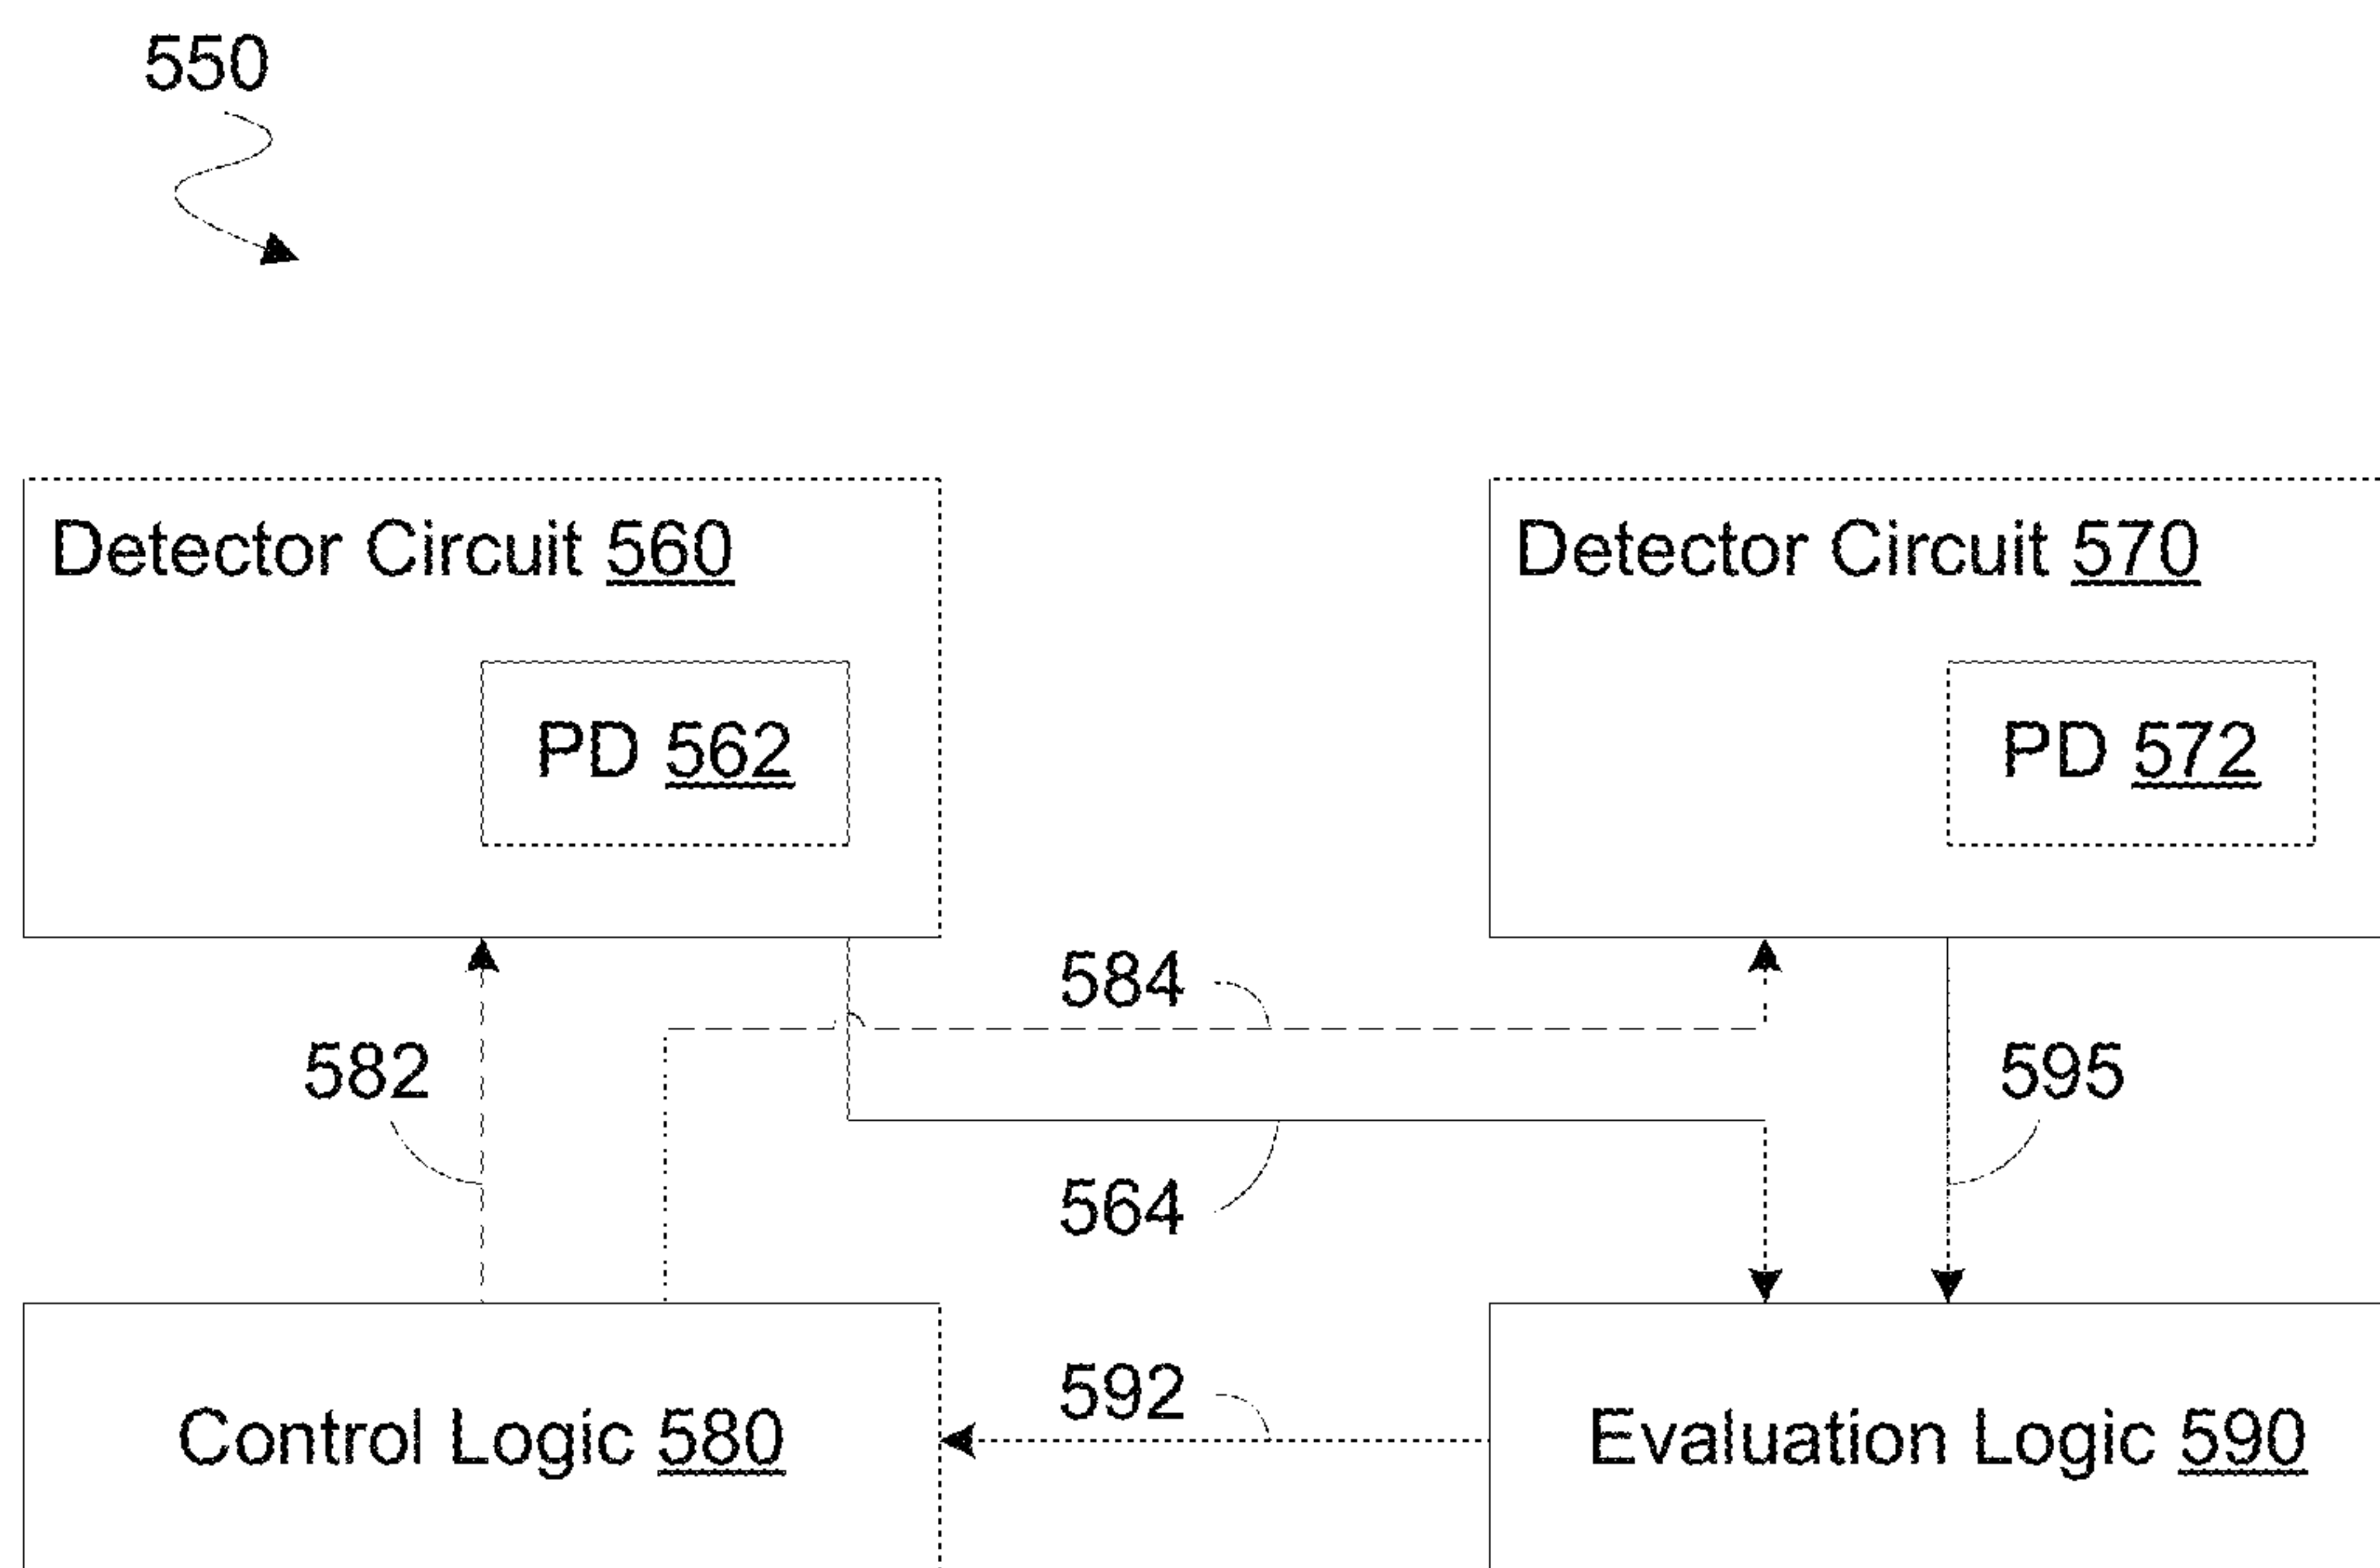 550
Detector Circuit 560
Detector Circuit 570
PD 562
PD 572
584
582
595
564
592
Control Logic 580
Evaluation Logic 590